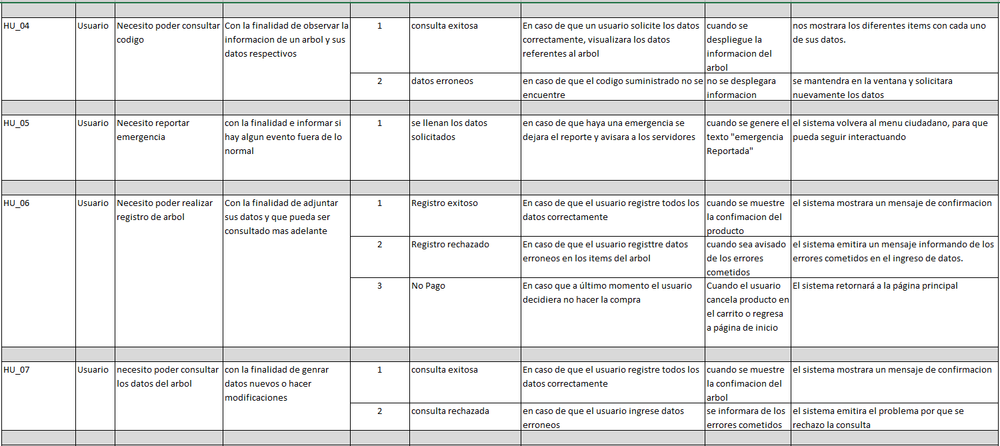 HU_04
Usuario
Necesito poder consultar
codigo
Con la finalidad de observar la
informacion de un arbol y sus
datos respectivos
1
consulta exitosa
En caso de que un usuario solicite los datos
correctamente, visualizara los datos
referentes al arbol
cuando se
despliegue la
informacion del
arbol
nos mostrara los diferentes items con cada uno
de sus datos.
2
datos erroneos
en caso de que el codigo suministrado no se
encuentre
no se desplegara
informacion
se mantendra en la ventana y solicitara
nuevamente los datos
HU_05
Usuario
Necesito reportar
emergencia
con la finalidad e informar si
hay algun evento fuera de lo
normal
1
se llenan los datos
solicitados
en caso de que haya una emergencia se
dejara el reporte y avisara a los servidores
cuando se genere el
texto "emergencia
Reportada"
el sistema volvera al menu ciudadano, para que
pueda seguir interactuando
HU_06
Usuario
Necesito poder realizar
registro de arbol
Con la finalidad de adjuntar
sus datos y que pueda ser
consultado mas adelante
1
Registro exitoso
En caso de que el usuario registre todos los
datos correctamente
cuando se muestre
la confimacion del
producto
el sistema mostrara un mensaje de confirmacion
2
Registro rechazado
En caso de que el usuario registtre datos
erroneos en los items del arbol
cuando sea avisado
de los errores
cometidos
el sistema emitira un mensaje informando de los
errores cometidos en el ingreso de datos.
3
No Pago
En caso que a último momento el usuario
decidiera no hacer la compra
Cuando el usuario
cancela producto en
el carrito o regresa
a página de inicio
El sistema retornará a la página principal
HU_07
Usuario
necesito poder consultar
los datos del arbol
con la finalidad de genrar
datos nuevos o hacer
modificaciones
1
consulta exitosa
En caso de que el usuario registre todos los
datos correctamente
cuando se muestre
la confimacion del
arbol
el sistema mostrara un mensaje de confirmacion
2
consulta rechazada
en caso de que el usuario ingrese datos
erroneos
se informara de los
errores cometidos
el sistema emitira el problema por que se
rechazo la consulta